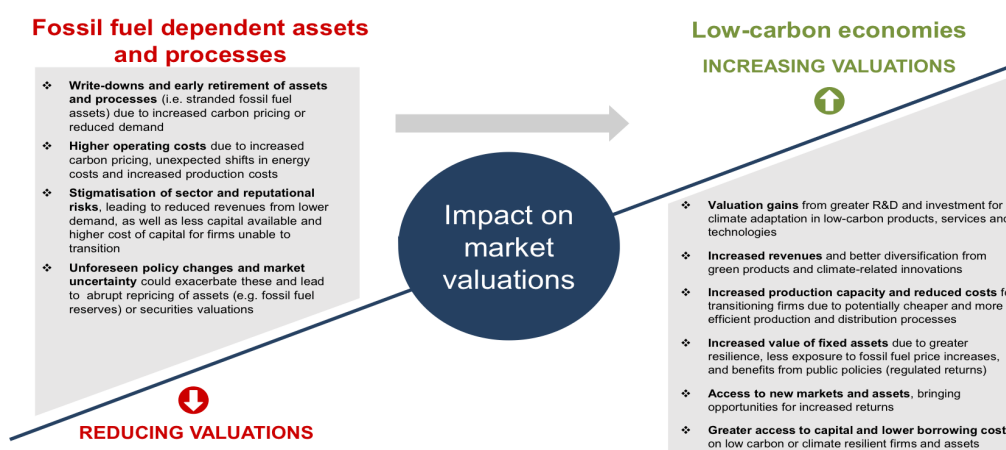 Fossil fuel dependent assets
and processes
❖ Write-downs and early retirement of assets
and processes (i.e. stranded fossil fuel
assets) due to increased carbon pricing or
reduced demand
❖ Higher operating costs due to increased
carbon pricing, unexpected shifts in energy
costs and increased production costs
❖ Stigmatisation of sector and reputational
risks, leading to reduced revenues from lower
demand, as well as less capital available and
higher cost of capital for firms unable to
transition
❖ Unforeseen policy changes and market
uncertainty could exacerbate these and lead
to abrupt repricing of assets (e.g. fossil fuel
reserves) or securities valuations
REDUCING VALUATIONS
Impact on
market
valuations
Low-carbon economies
INCREASING VALUATIONS
❖ Valuation gains from greater R&D and investment for
climate adaptation in low-carbon products, services
technologies
❖ Increased revenues and better diversification from
green products and climate-related innovations
❖ Increased production capacity and reduced costs
transitioning firms due to potentially cheaper and more
efficient production and distribution processes
❖ Increased value of fixed assets due to greater
resilience, less exposure to fossil fuel price increases,
and benefits from public policies (regulated returns)
❖ Access to new markets and assets, bringing
opportunities for increased returns
❖ Greater access to capital and lower borrowing cost
on low carbon or climate resilient firms and assets